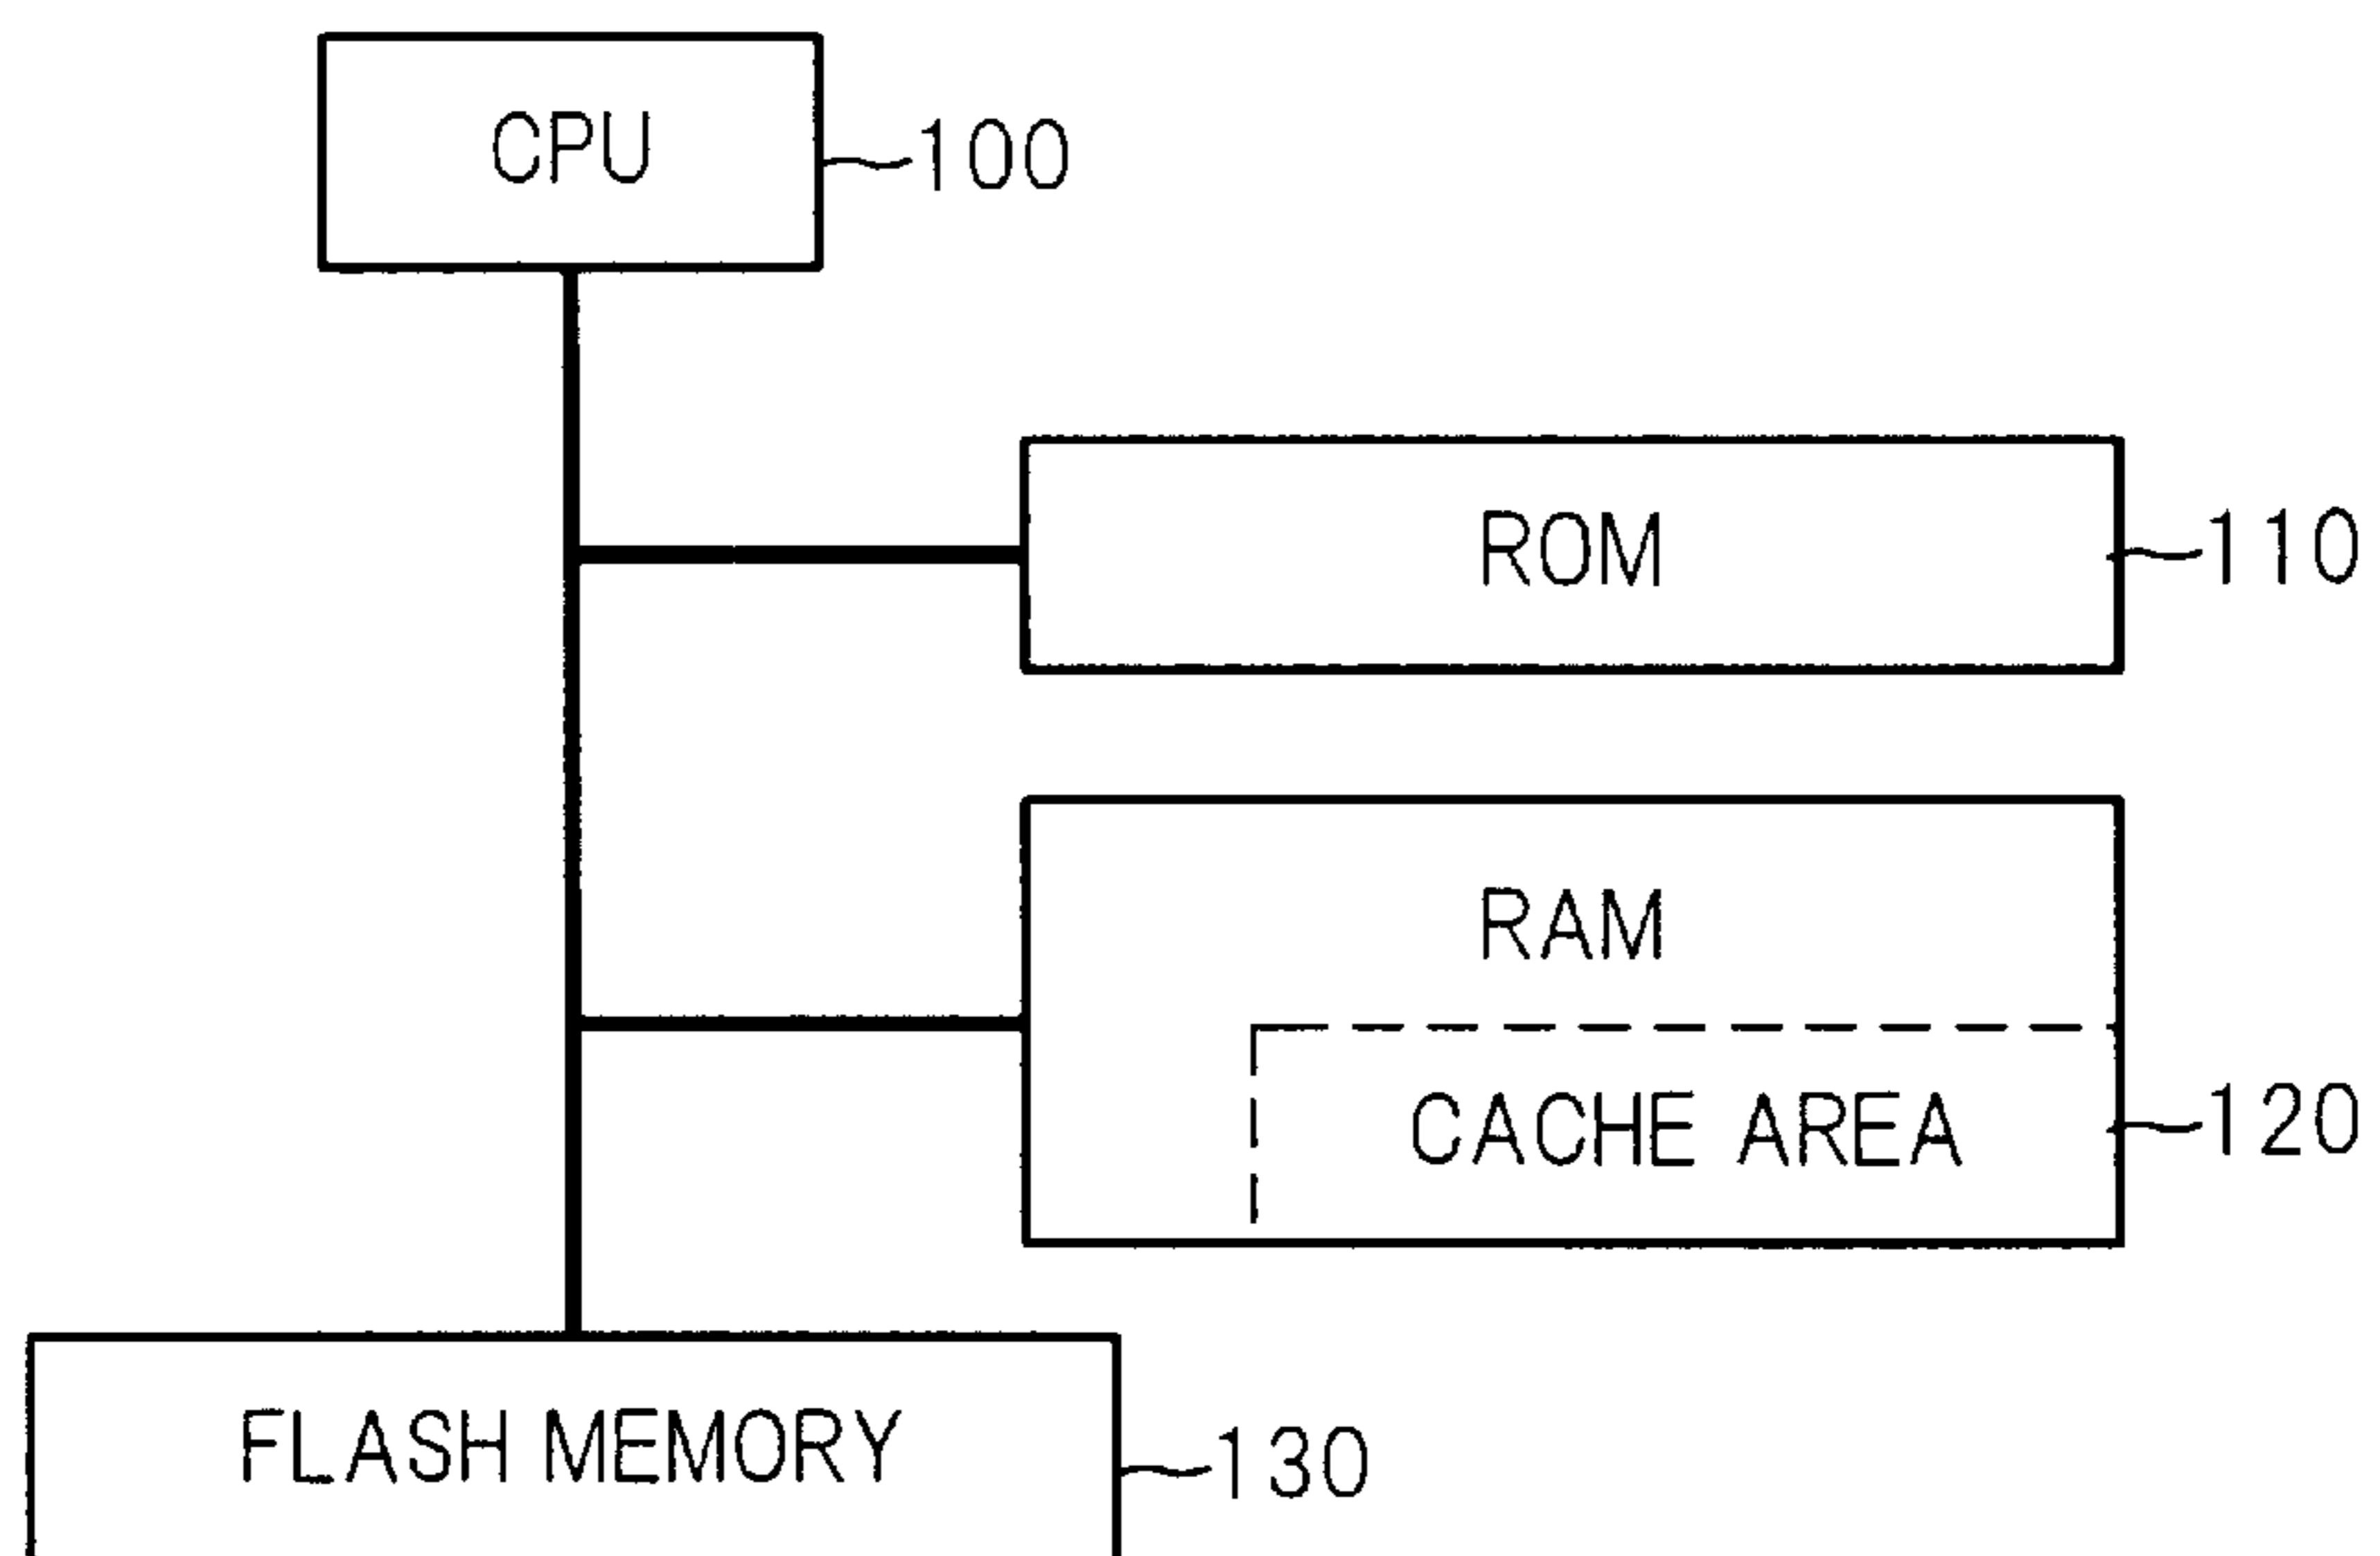 CPU
100
ROM
110
RAM
CACHE AREA
120
FLASH MEMORY
130